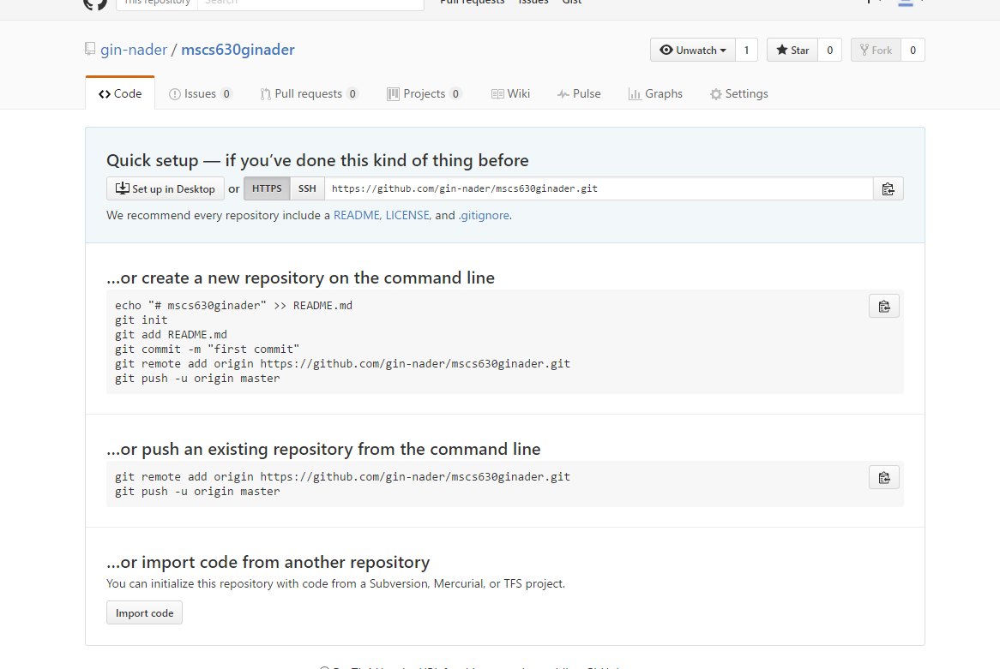 This repository Search Pull requests Issues Gist
gin-nader / mscs630ginader Unwatch 1 Star 0 Fork 0
Code Issues 0 Pull requests 0 Projects 0 Wiki Pulse Graphs Settings
Quick setup — if you’ve done this kind of thing before
Set up in Desktop or HTTPS SSH https://github.com/gin-nader/mscs630ginader.git
We recommend every repository include a README, LICENSE, and .gitignore.
…or create a new repository on the command line
echo "# mscs630ginader" >> README.md
git init
git add README.md
git commit -m "first commit"
git remote add origin https://github.com/gin-nader/mscs630ginader.git
git push -u origin master
…or push an existing repository from the command line
git remote add origin https://github.com/gin-nader/mscs630ginader.git
git push -u origin master
…or import code from another repository
You can initialize this repository with code from a Subversion, Mercurial, or TFS project.
Import code